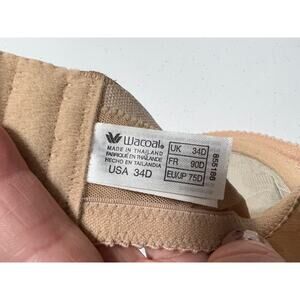 Wacoal®
MADE IN THAILAND
FABRIQUE EN THAÏLANDE
HECHO EN TAILANDIA
USA 34D
UK 34D
FR 90D
EU/JP 75D
855186